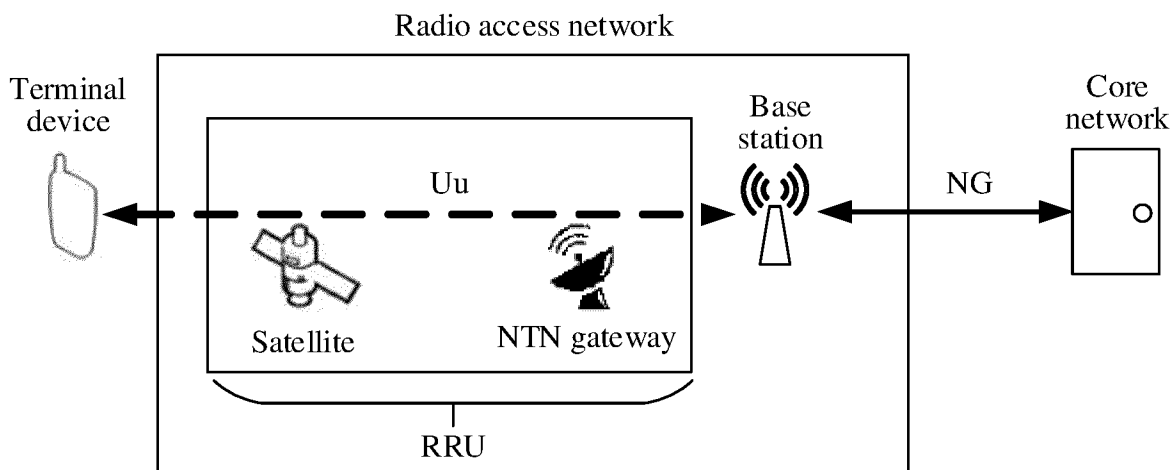 Radio access network
Terminal
device
Base
station
Core
network
Uu
NG
Satellite
NTN gateway
RRU